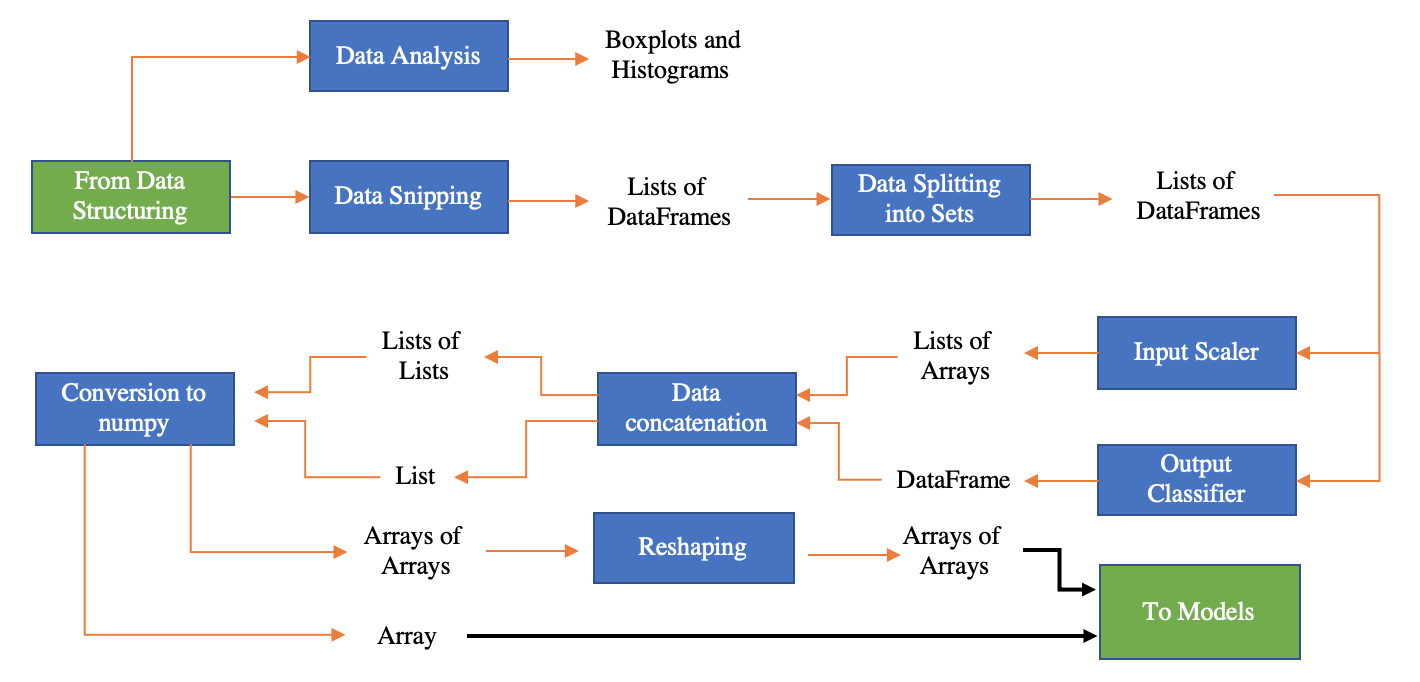 Data Analysis
Boxplots and
Histograms
From Data
Structuring
Data Snipping
Lists of
DataFrames
Data Splitting
into Sets
Lists of
DataFrames
Lists of
Lists
Lists of
Arrays
Input Scaler
Conversion to
numpy
Data
concatenation
List
DataFrame
Output
Classifier
Arrays of
Arrays
Reshaping
Arrays of
Arrays
To Models
Array